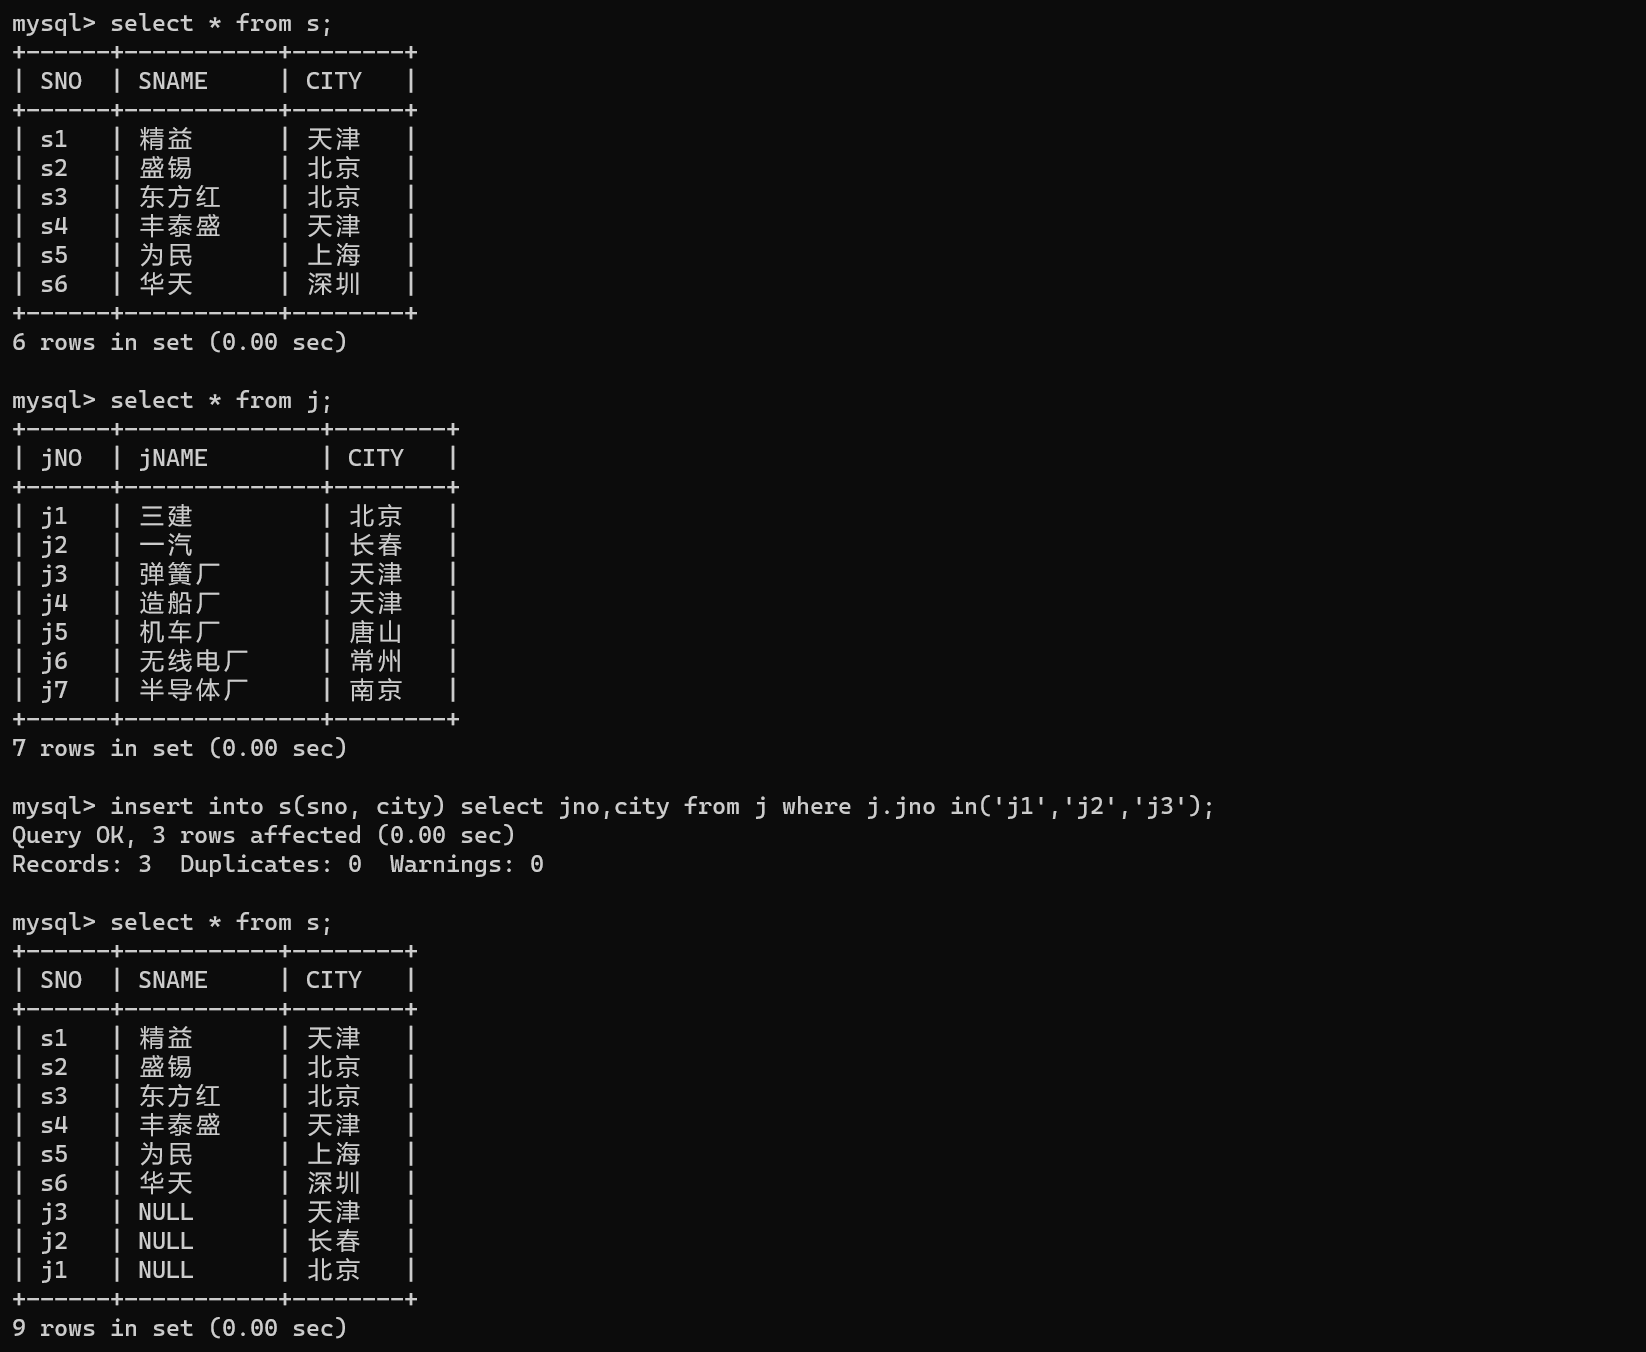 mysql> select * from s;
+------+-----------+--------+
| SNO  | SNAME     | CITY   |
+------+-----------+--------+
| s1   | 精益      | 天津   |
| s2   | 盛锡      | 北京   |
| s3   | 东方红    | 北京   |
| s4   | 丰泰盛    | 天津   |
| s5   | 为民      | 上海   |
| s6   | 华天      | 深圳   |
+------+-----------+--------+
6 rows in set (0.00 sec)

mysql> select * from j;
+------+--------------+--------+
| jNO  | jNAME        | CITY   |
+------+--------------+--------+
| j1   | 三建         | 北京   |
| j2   | 一汽         | 长春   |
| j3   | 弹簧厂       | 天津   |
| j4   | 造船厂       | 天津   |
| j5   | 机车厂       | 唐山   |
| j6   | 无线电厂     | 常州   |
| j7   | 半导体厂     | 南京   |
+------+--------------+--------+
7 rows in set (0.00 sec)

mysql> insert into s(sno, city) select jno,city from j where j.jno in('j1','j2','j3');
Query OK, 3 rows affected (0.00 sec)
Records: 3  Duplicates: 0  Warnings: 0

mysql> select * from s;
+------+-----------+--------+
| SNO  | SNAME     | CITY   |
+------+-----------+--------+
| s1   | 精益      | 天津   |
| s2   | 盛锡      | 北京   |
| s3   | 东方红    | 北京   |
| s4   | 丰泰盛    | 天津   |
| s5   | 为民      | 上海   |
| s6   | 华天      | 深圳   |
| j3   | NULL      | 天津   |
| j2   | NULL      | 长春   |
| j1   | NULL      | 北京   |
+------+-----------+--------+
9 rows in set (0.00 sec)